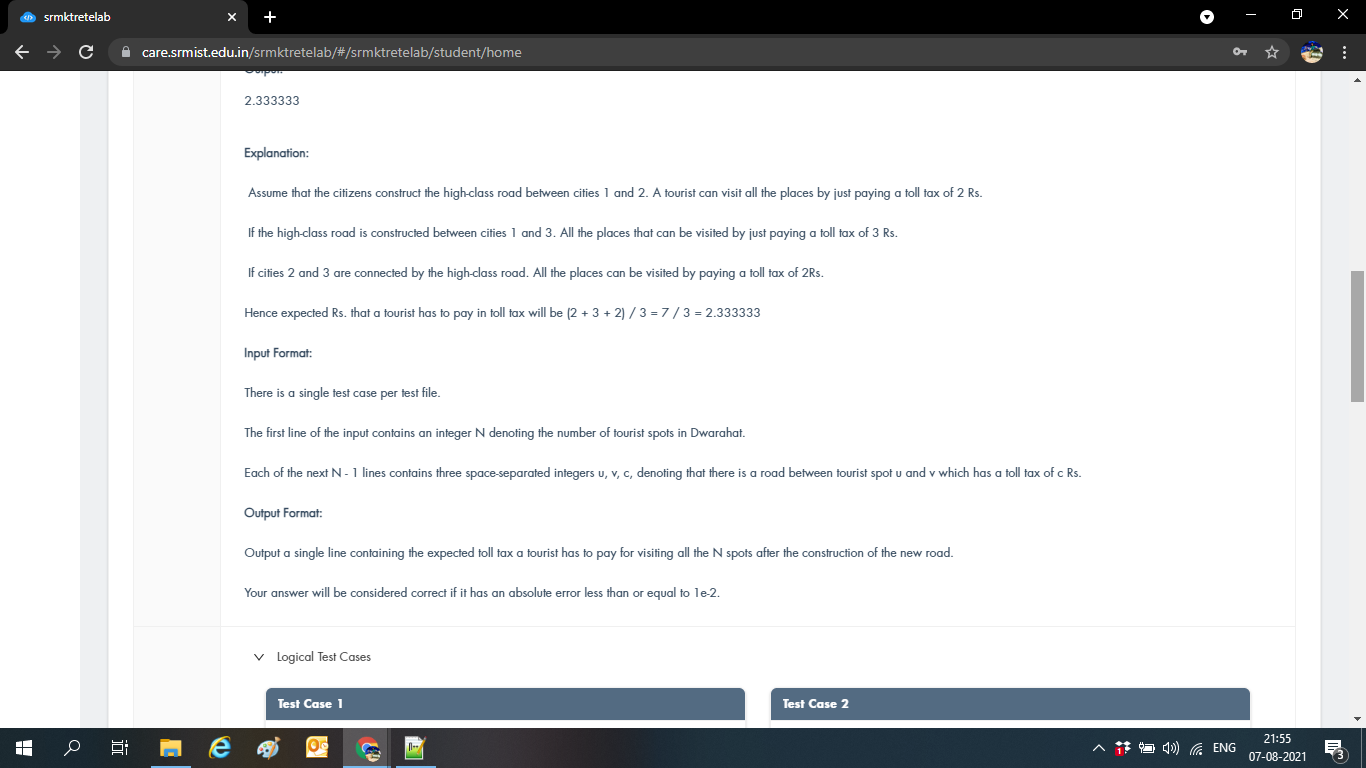 srmktretelab
care.srmist.edu.in/srmktretelab/#/srmktretelab/student/home
Output:
2.333333
Explanation:
Assume that the citizens construct the high-class road between cities 1 and 2. A tourist can visit all the places by just paying a toll tax of 2 Rs.
If the high-class road is constructed between cities 1 and 3. All the places that can be visited by just paying a toll tax of 3 Rs.
If cities 2 and 3 are connected by the high-class road. All the places can be visited by paying a toll tax of 2Rs.
Hence expected Rs. that a tourist has to pay in toll tax will be (2 + 3 + 2) / 3 = 7 / 3 = 2.333333
Input Format:
There is a single test case per test file.
The first line of the input contains an integer N denoting the number of tourist spots in Dwarahat.
Each of the next N - 1 lines contains three space-separated integers u, v, c, denoting that there is a road between tourist spot u and v which has a toll tax of c Rs.
Output Format:
Output a single line containing the expected toll tax a tourist has to pay for visiting all the N spots after the construction of the new road.
Your answer will be considered correct if it has an absolute error less than or equal to 1e-2.
Logical Test Cases
Test Case 1
Test Case 2
ENG
21:55
07-08-2021
3